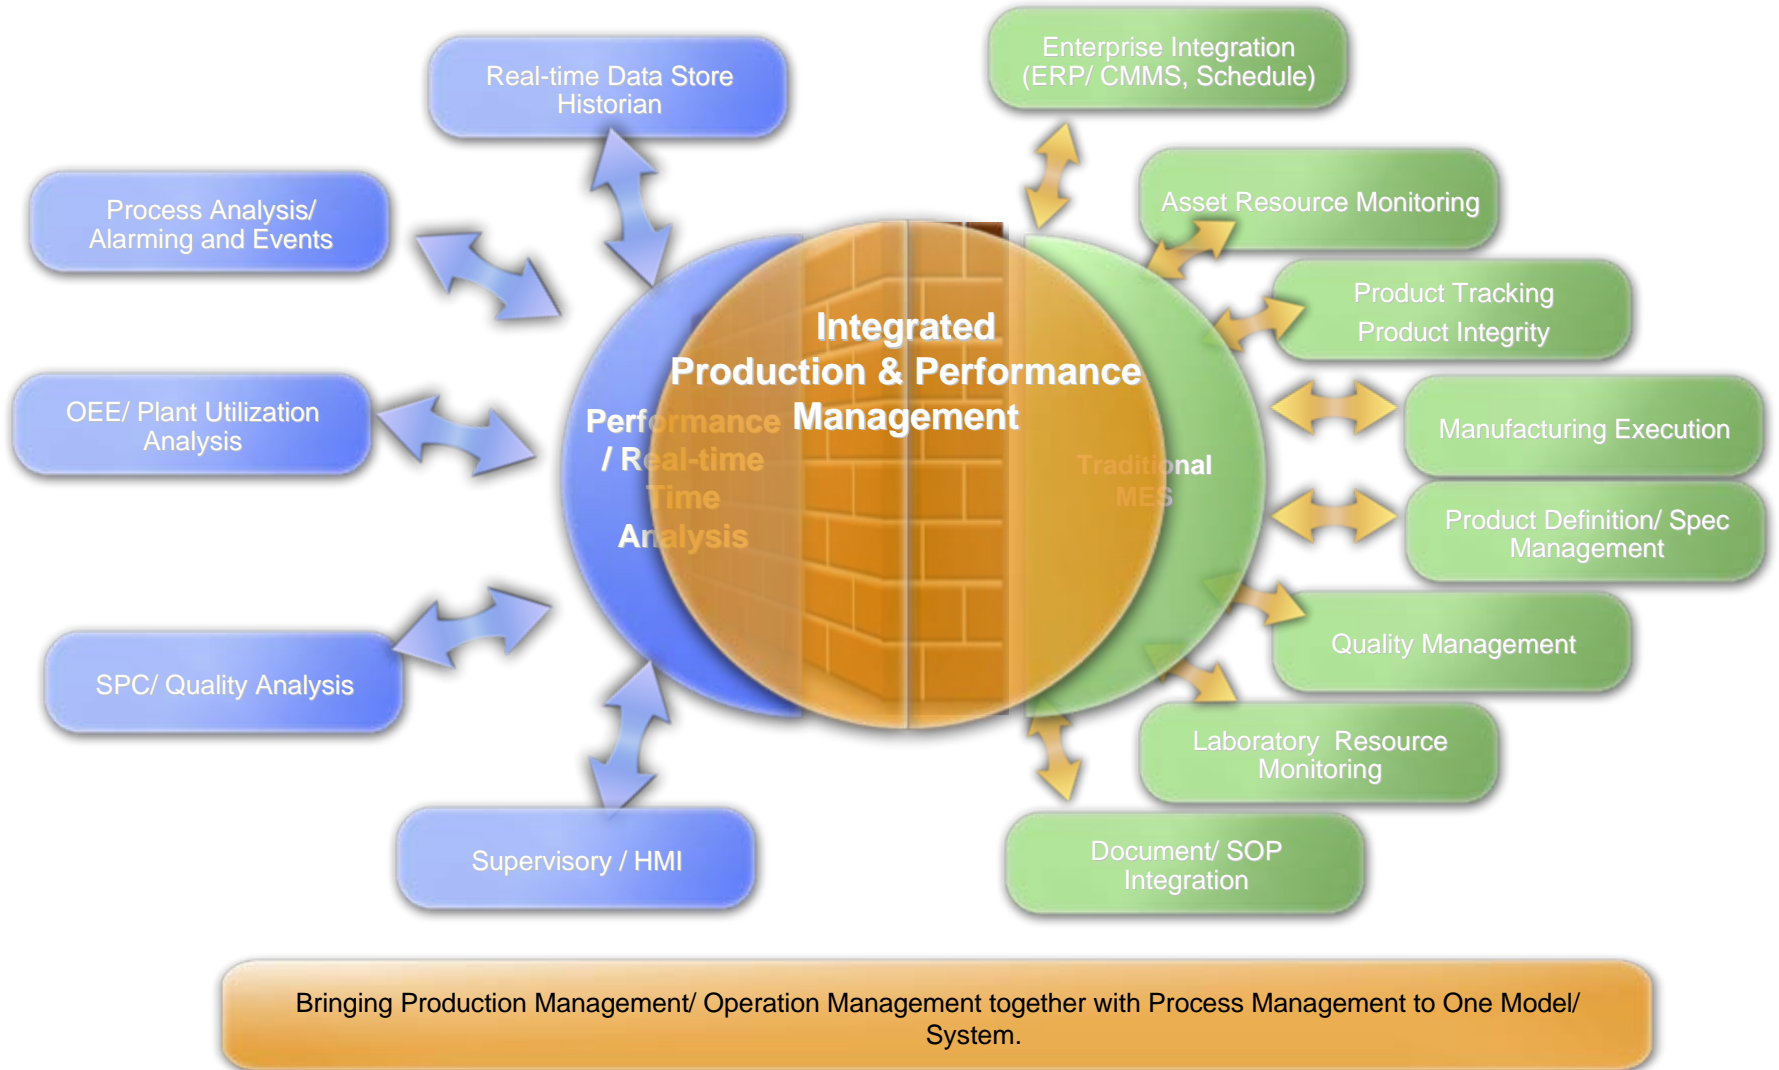 Enterprise Integration
(ERP/ CMMS, Schedule)
Real-time Data Store
Historian
Process Analysis/
Alarming and Events
Asset Resource Monitoring
Product Tracking
Product Integrity
Integrated
Production & Performance
Management
OEE/ Plant Utilization
Analysis
Performance
/ Real-time
Time
Analysis
Traditional
MES
Manufacturing Execution
Product Definition/ Spec
Management
Quality Management
SPC/ Quality Analysis
Laboratory Resource
Monitoring
Supervisory / HMI
Document/ SOP
Integration
Bringing Production Management/ Operation Management together with Process Management to One Model/
System.